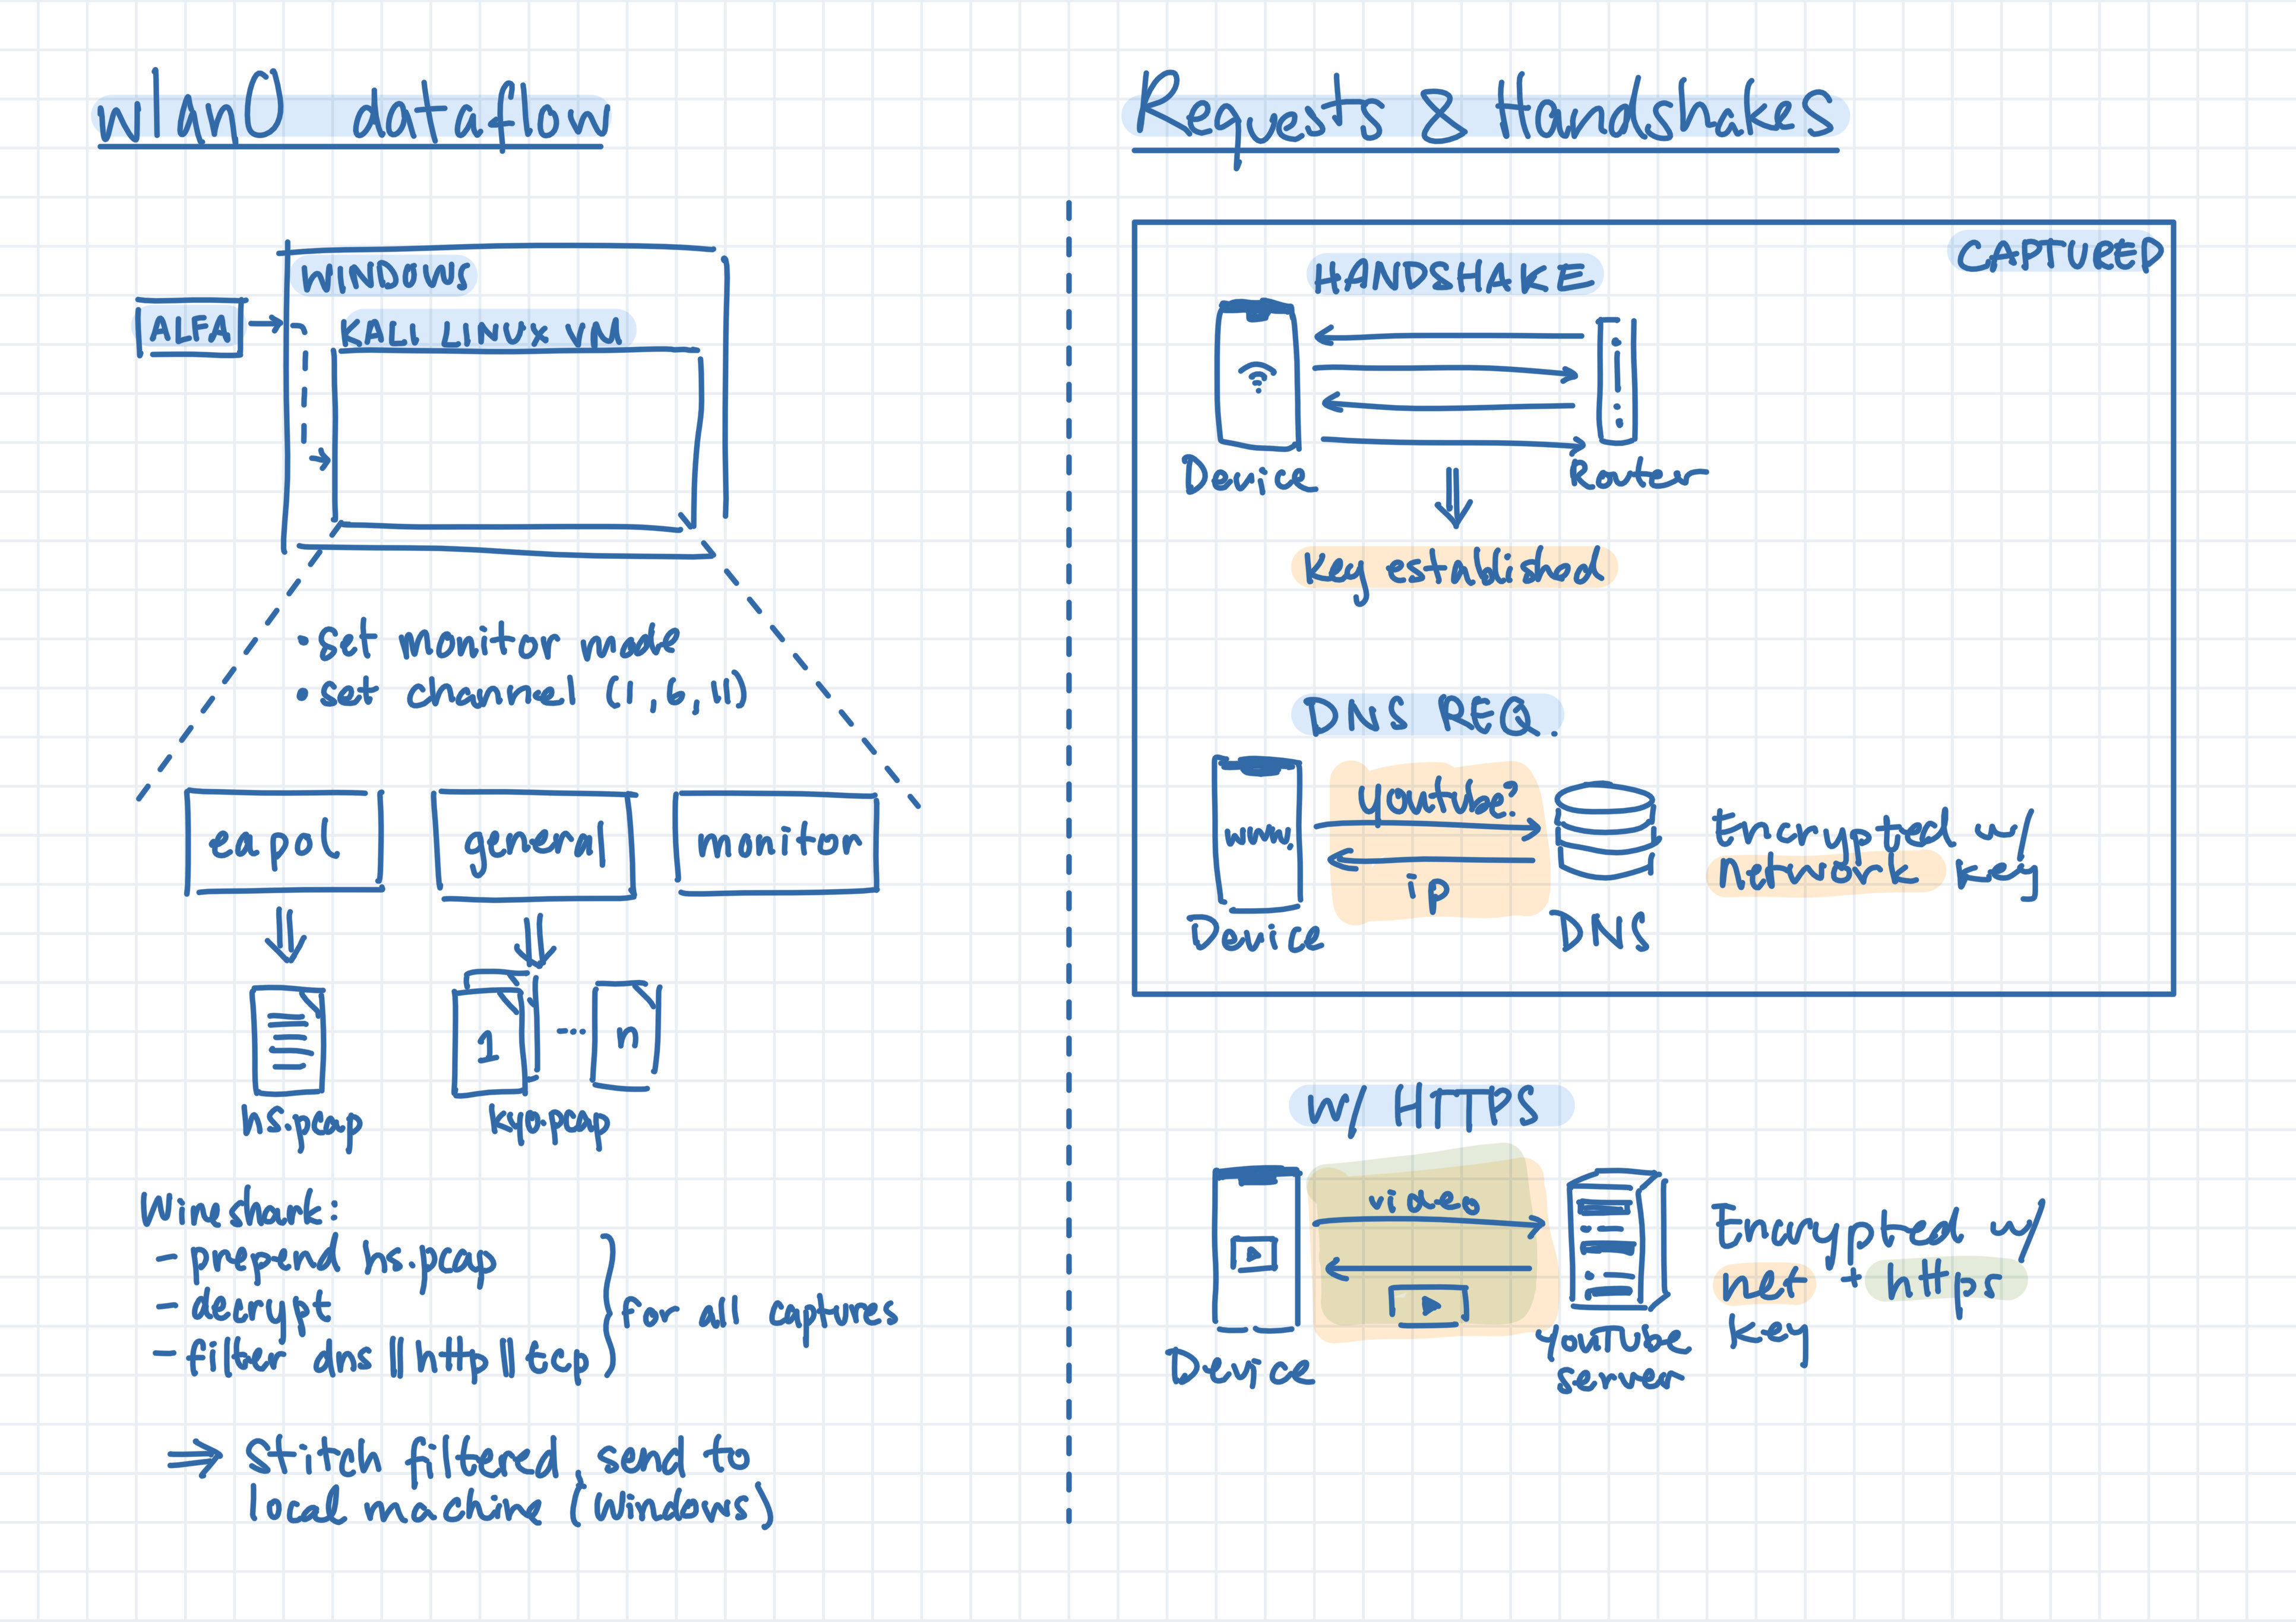 wlan0 dataflow
WINDOWS
ALFA
KALI LINUX VM
• set monitor mode
• set channel (1, 6, 11)
eapol
general
monitor
1
...
n
hs.pcap
Wireshark:
- prepend hs.pcap
- decrypt
- filter dns || http || tcp
for all captures
⇒ Stitch filtered, send to
local machine (Windows)
Requests & Handshakes
CAPTURED
HANDSHAKE
Device
Router
Key established
DNS REQ.
youtube?
www.
ip
Device
DNS
Encrypted w/
network key
w/ HTTPS
video
Device
YouTube
server
Encrypted w/
net + https
key